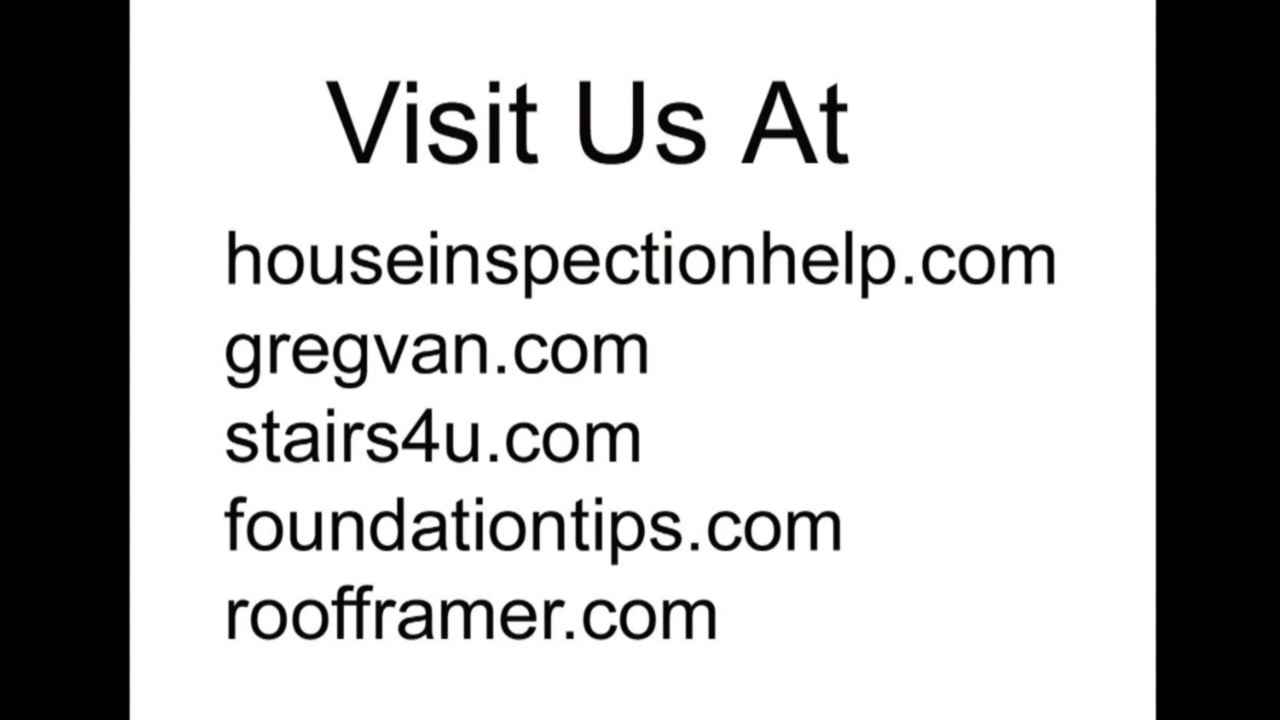 Visit Us At
houseinspectionhelp.com
gregvan.com
stairs4u.com
foundationtips.com
roofframer.com